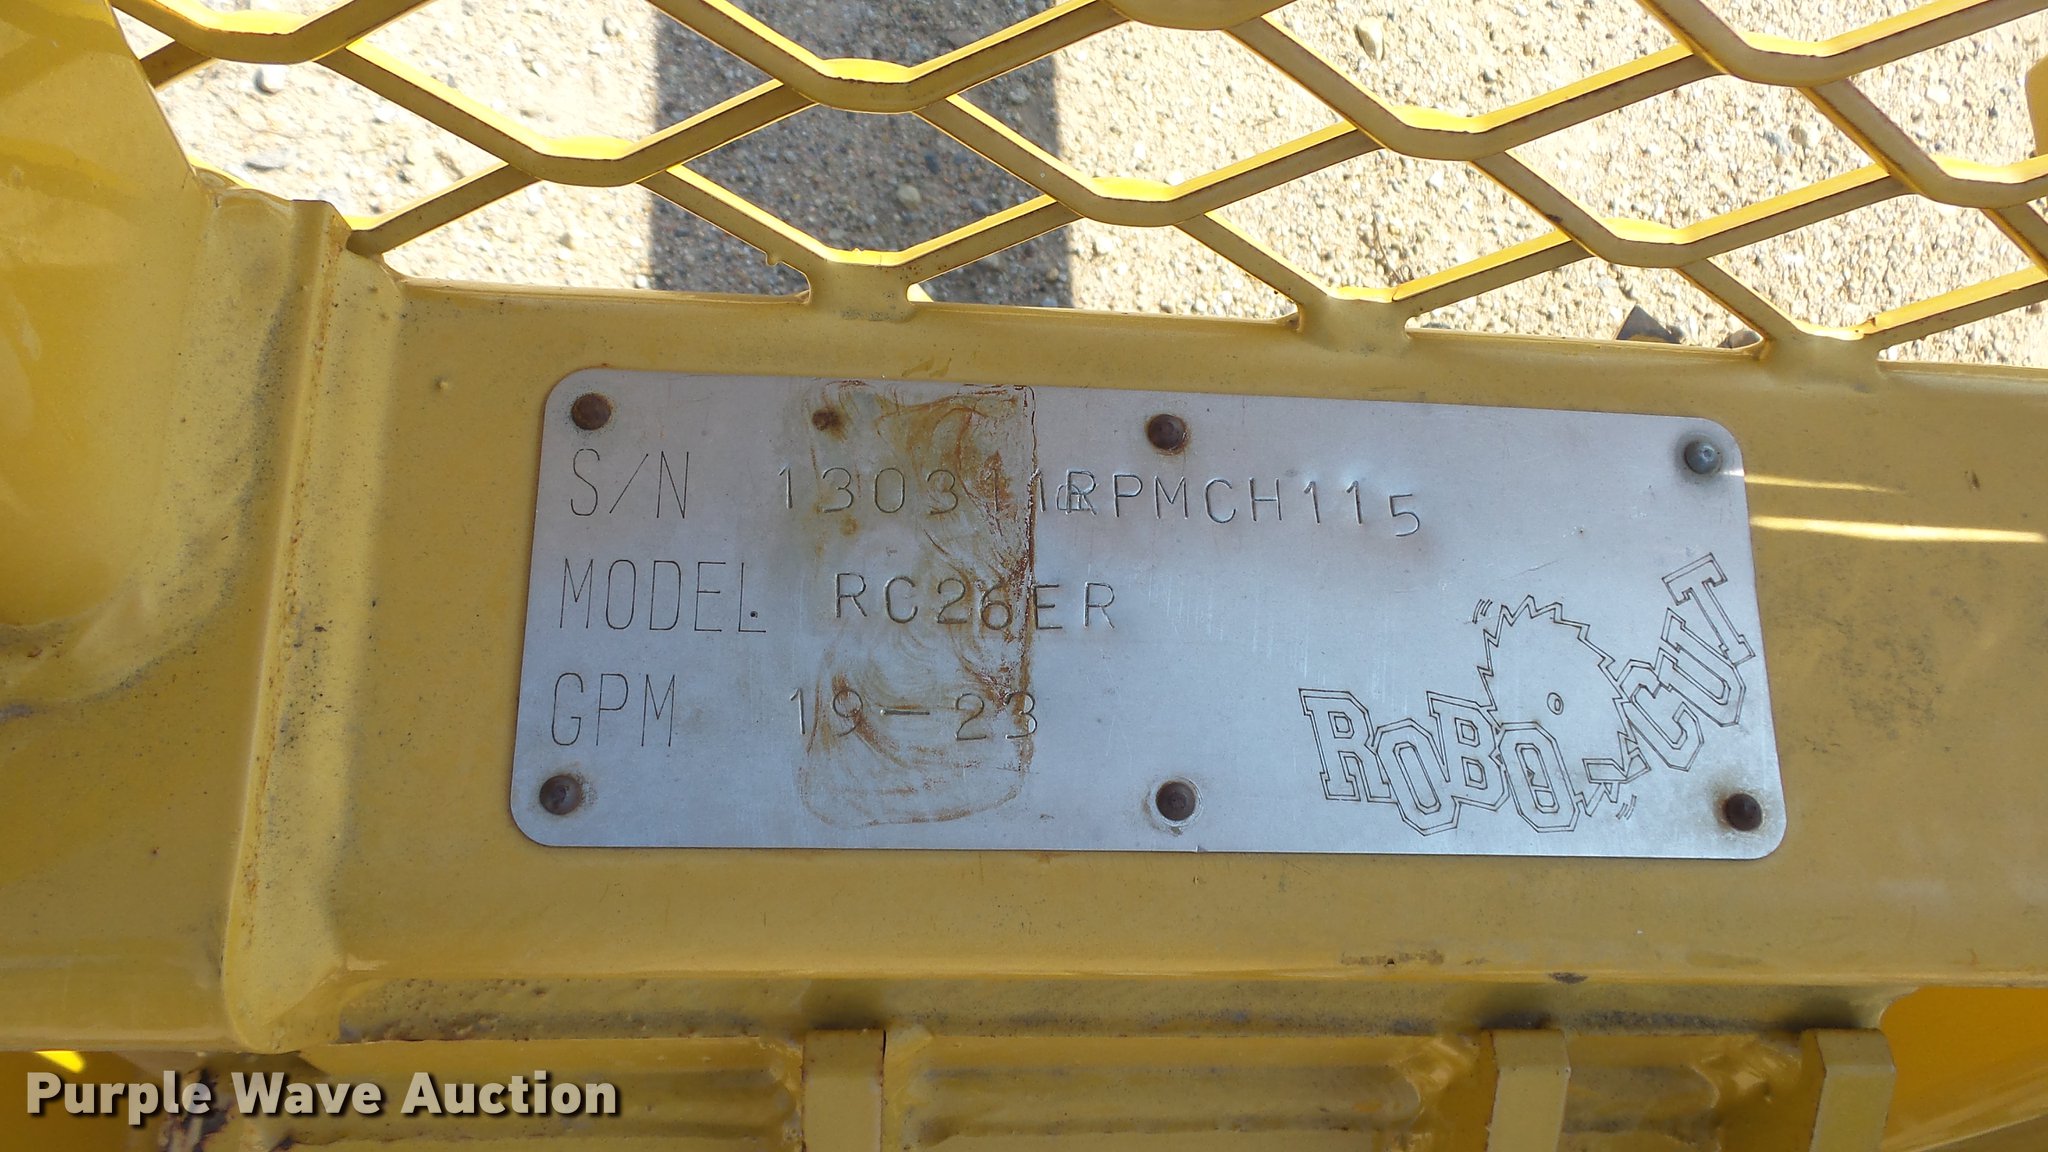 S/N 130311RPMCH115
MODEL RC26ER
GPM 19-23
ROBO-CUT
Purple Wave Auction